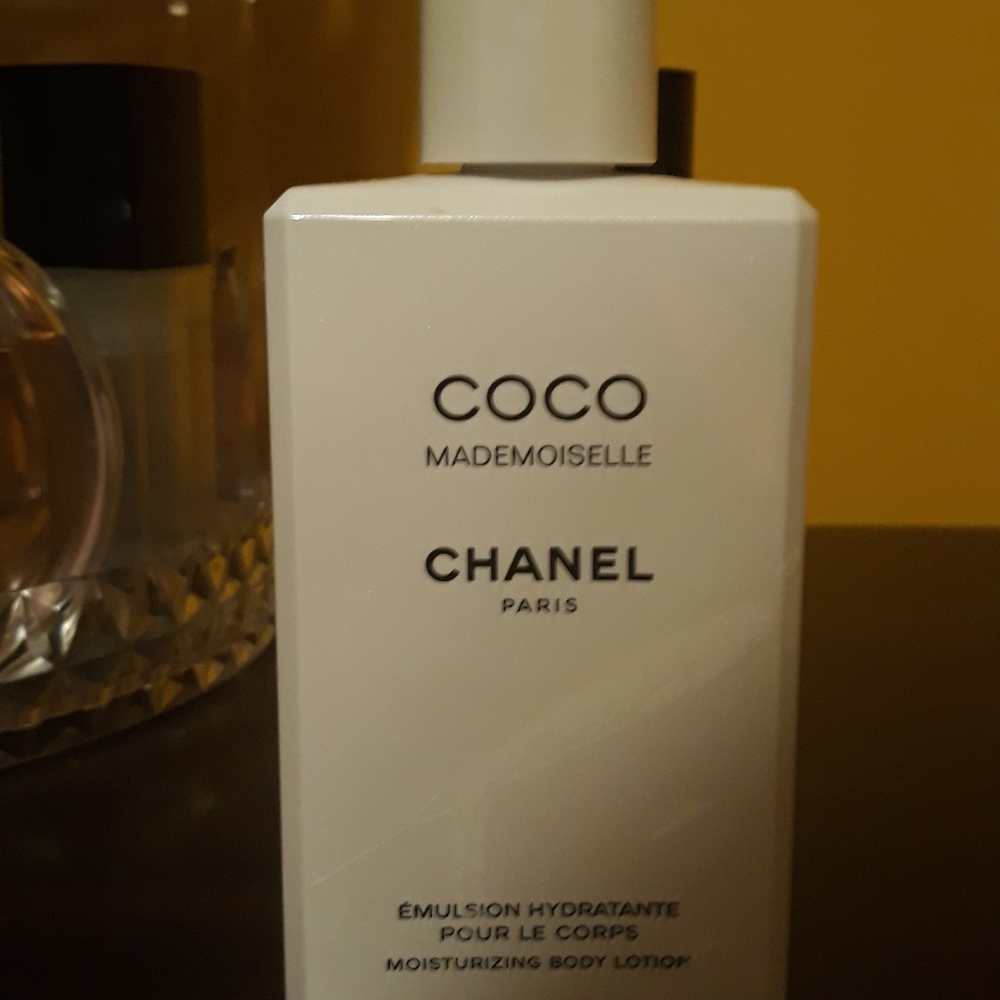 COCO
MADEMOISELLE
CHANEL
PARIS
ÉMULSION HYDRATANTE
POUR LE CORPS
MOISTURIZING BODY LOTION